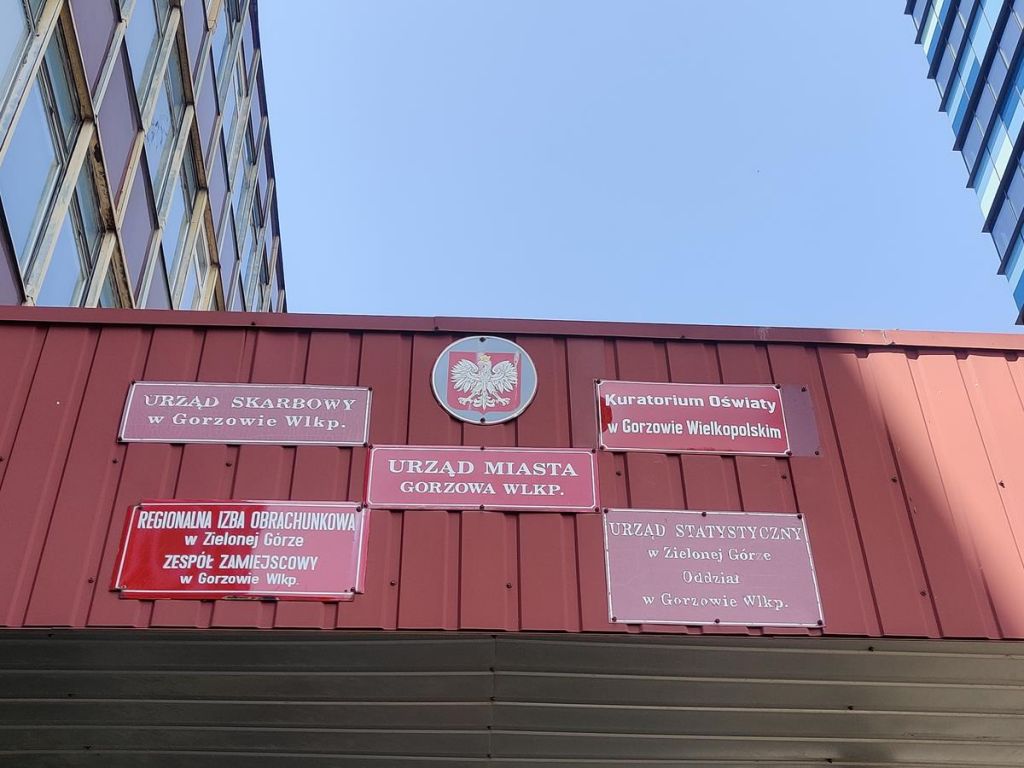 URZĄD SKARBOWY
w Gorzowie Wlkp.
Kuratorium Oświaty
w Gorzowie Wielkopolskim
URZĄD MIASTA
GORZOWA WLKP.
REGIONALNA IZBA OBRACHUNKOWA
w Zielonej Górze
ZESPÓŁ ZAMIEJSCOWY
w Gorzowie Wlkp.
URZĄD STATYSTYCZNY
w Zielonej Górze
Oddział
w Gorzowie Wlkp.